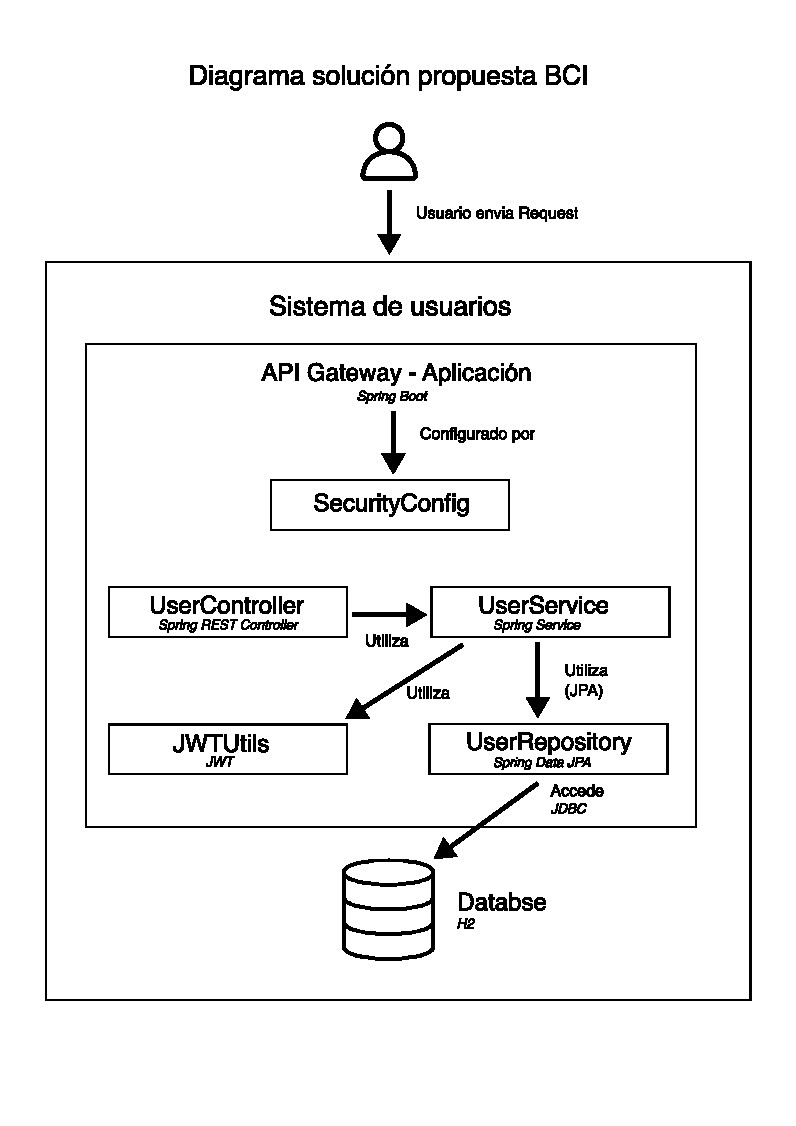 Diagrama solución propuesta BCI
Usuario envia Request
Sistema de usuarios
API Gateway - Aplicación
Spring Boot
Configurado por
SecurityConfig
UserController
Spring REST Controller
Utiliza
UserService
Spring Service
Utiliza
Utiliza
(JPA)
JWTUtils
JWT
UserRepository
Spring Data JPA
Accede
JDBC
Databse
H2